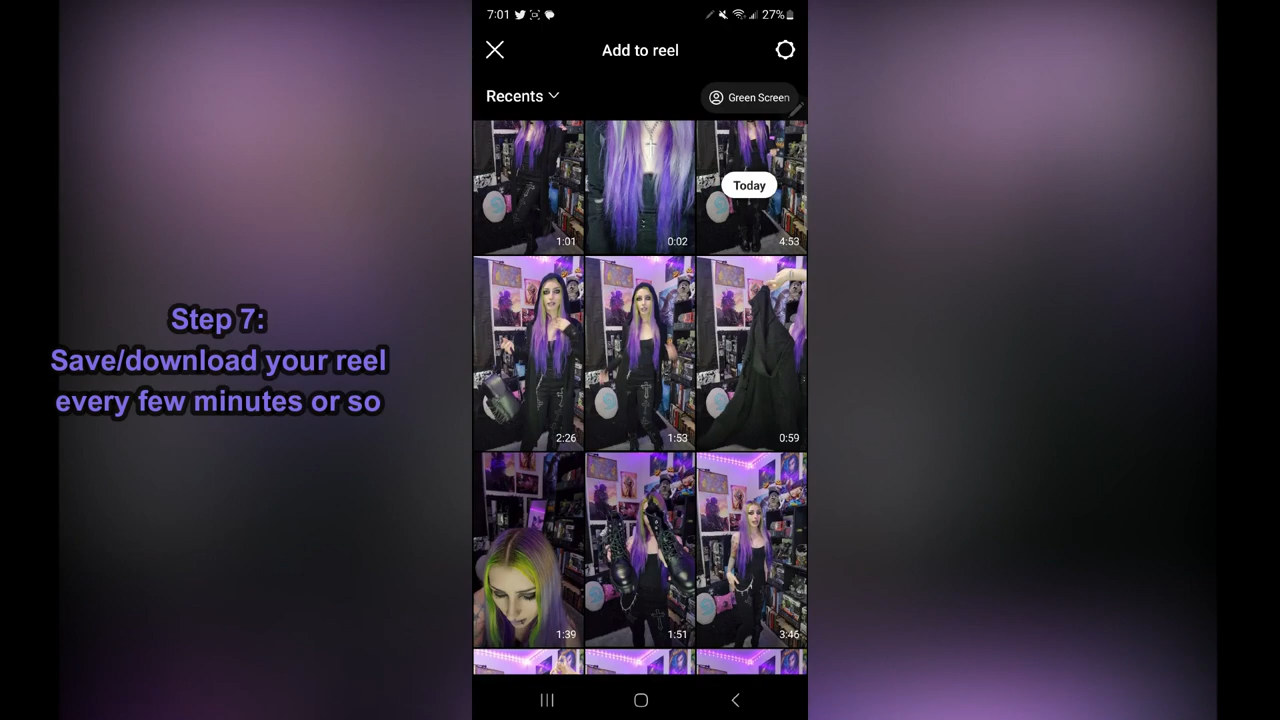 7:01
27%
Add to reel
Recents
Green Screen
Today
1:01
0:02
4:53
2:26
1:53
0:59
1:39
1:51
3:46
Step 7:
Save/download your reel
every few minutes or so